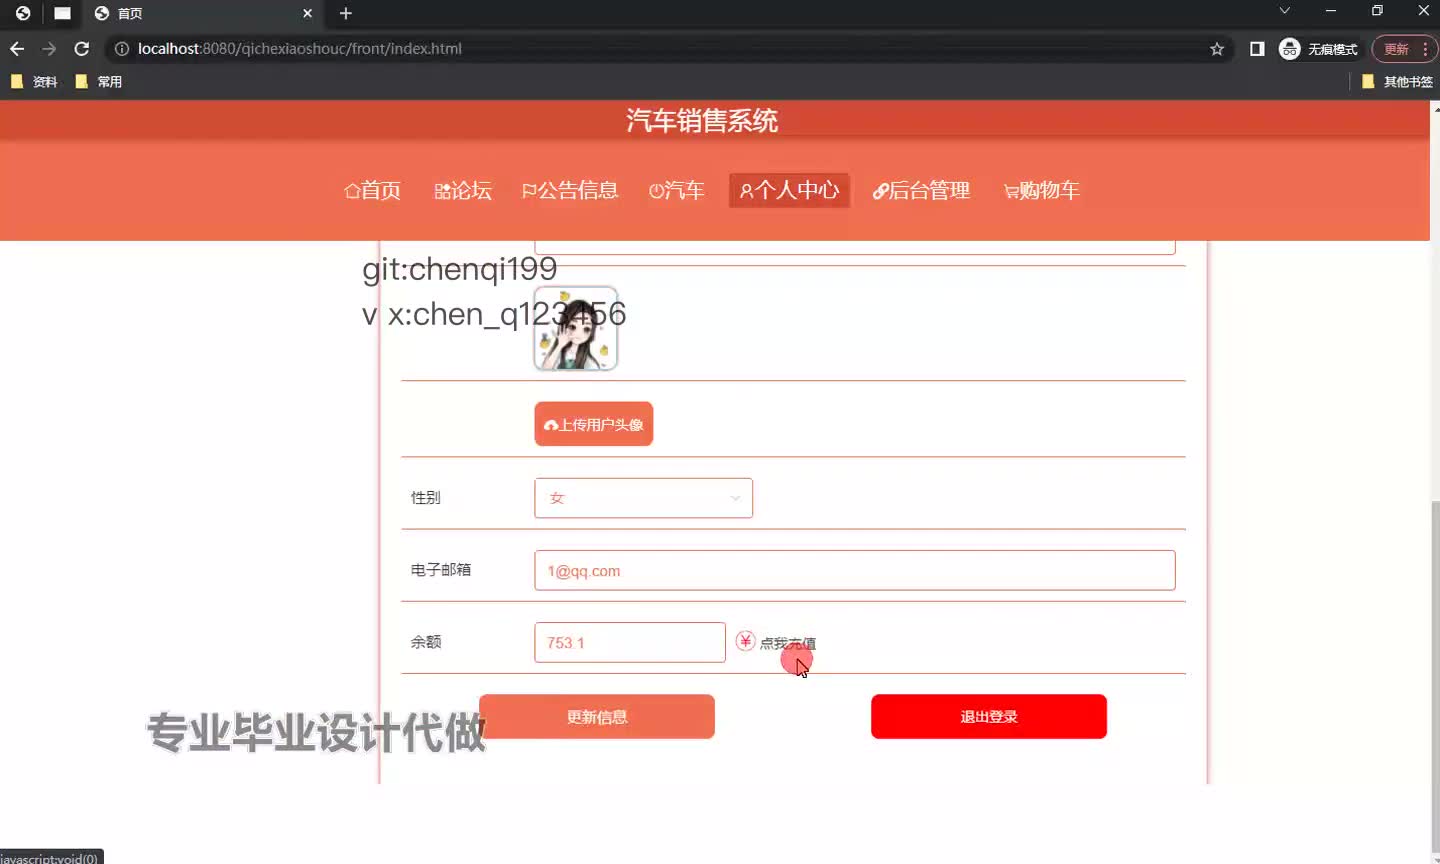 首页
localhost:8080/qichexiaoshouc/front/index.html
无痕模式
更新
资料
常用
其他书签
汽车销售系统
首页
论坛
公告信息
汽车
个人中心
后台管理
购物车
git:chenqi199
v x:chen_q123456
上传用户头像
性别
女
电子邮箱
1@qq.com
余额
753.1
点我充值
更新信息
退出登录
专业毕业设计代做
javascript:void(0)